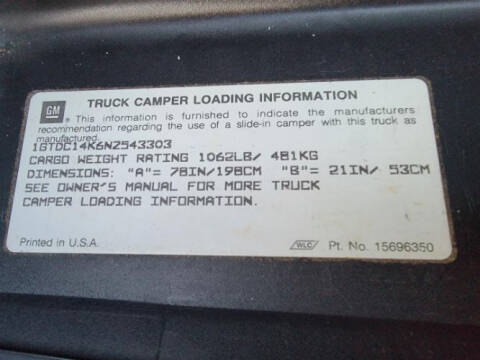 GM
TRUCK CAMPER LOADING INFORMATION
This information is furnished to indicate the manufacturers
recommendation regarding the use of a slide-in camper with this truck as
manufactured.
1GTDC14K6NZ543303
CARGO WEIGHT RATING 1062LB/ 481KG
DIMENSIONS: "A"= 78IN/198CM "B"= 21IN/ 53CM
SEE OWNER'S MANUAL FOR MORE TRUCK
CAMPER LOADING INFORMATION.
Printed in U.S.A. WLC Pt. No. 15696350